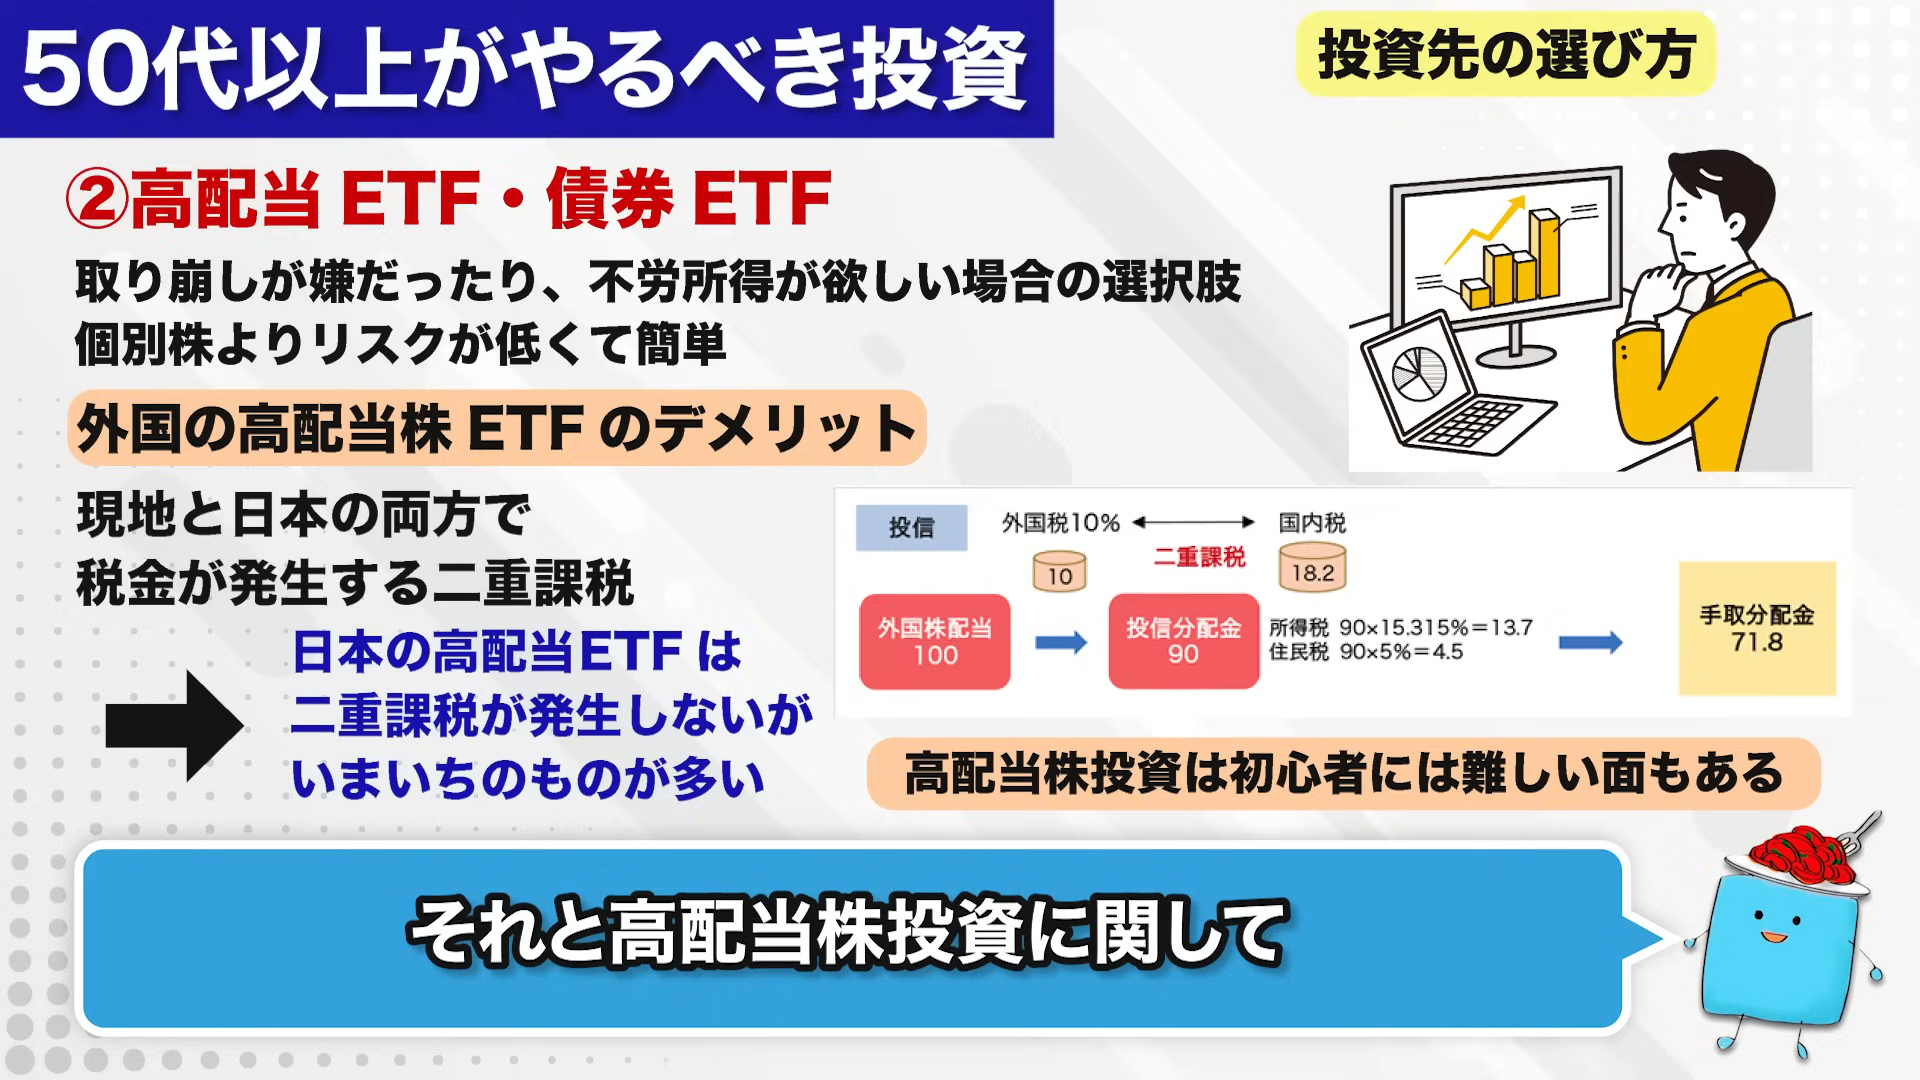 50代以上がやるべき投資
投資先の選び方
②高配当 ETF・債券 ETF
取り崩しが嫌だったり、不労所得が欲しい場合の選択肢
個別株よりリスクが低くて簡単
外国の高配当株 ETF のデメリット
現地と日本の両方で
税金が発生する二重課税
日本の高配当ETF は
二重課税が発生しないが
いまいちのものが多い
投信
外国税10%
国内税
二重課税
10
18.2
外国株配当
100
投信分配金
90
所得税 90×15.315%=13.7
住民税 90×5%=4.5
手取分配金
71.8
高配当株投資は初心者には難しい面もある
それと高配当株投資に関して